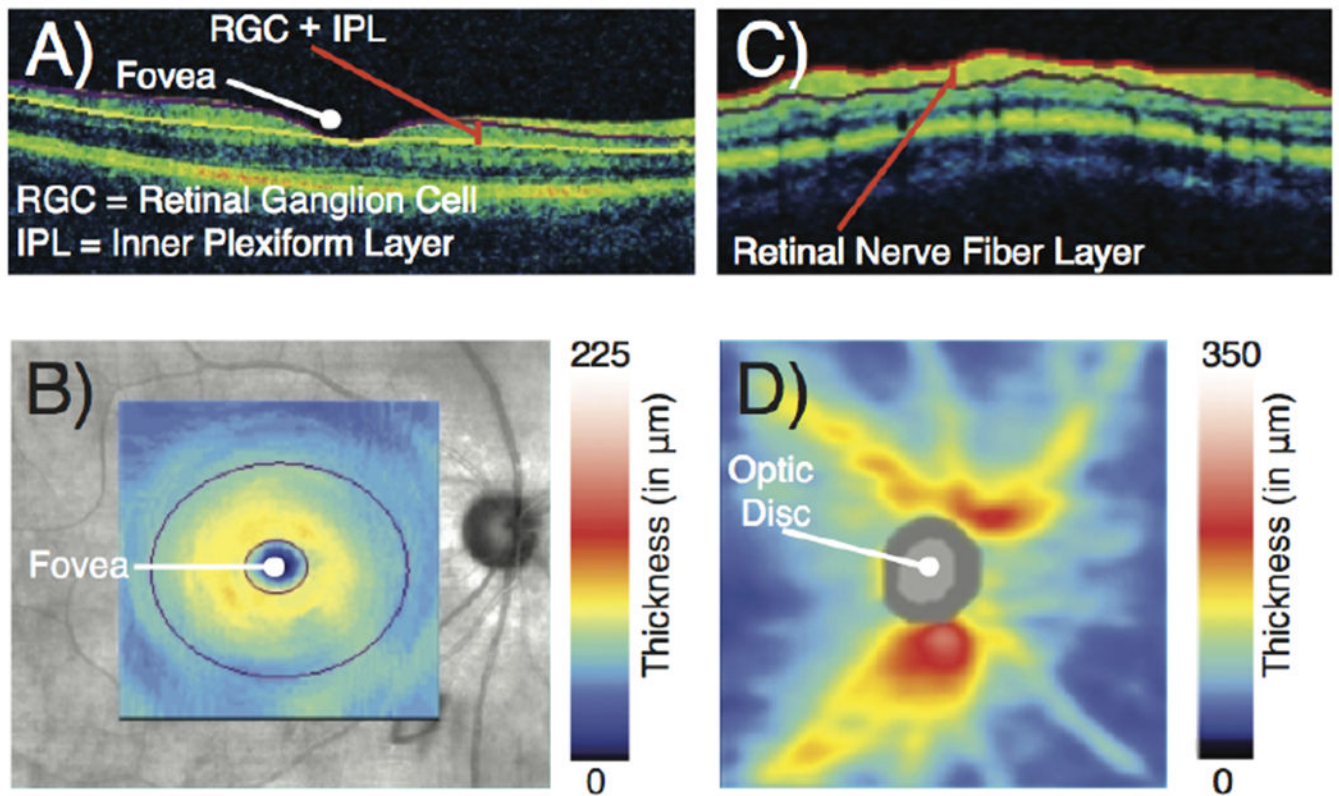 A)
RGC + IPL
Fovea
RGC = Retinal Ganglion Cell
IPL = Inner Plexiform Layer
C)
Retinal Nerve Fiber Layer
B)
Fovea
225
Thickness (in µm)
0
D)
Optic
Disc
350
Thickness (in µm)
0